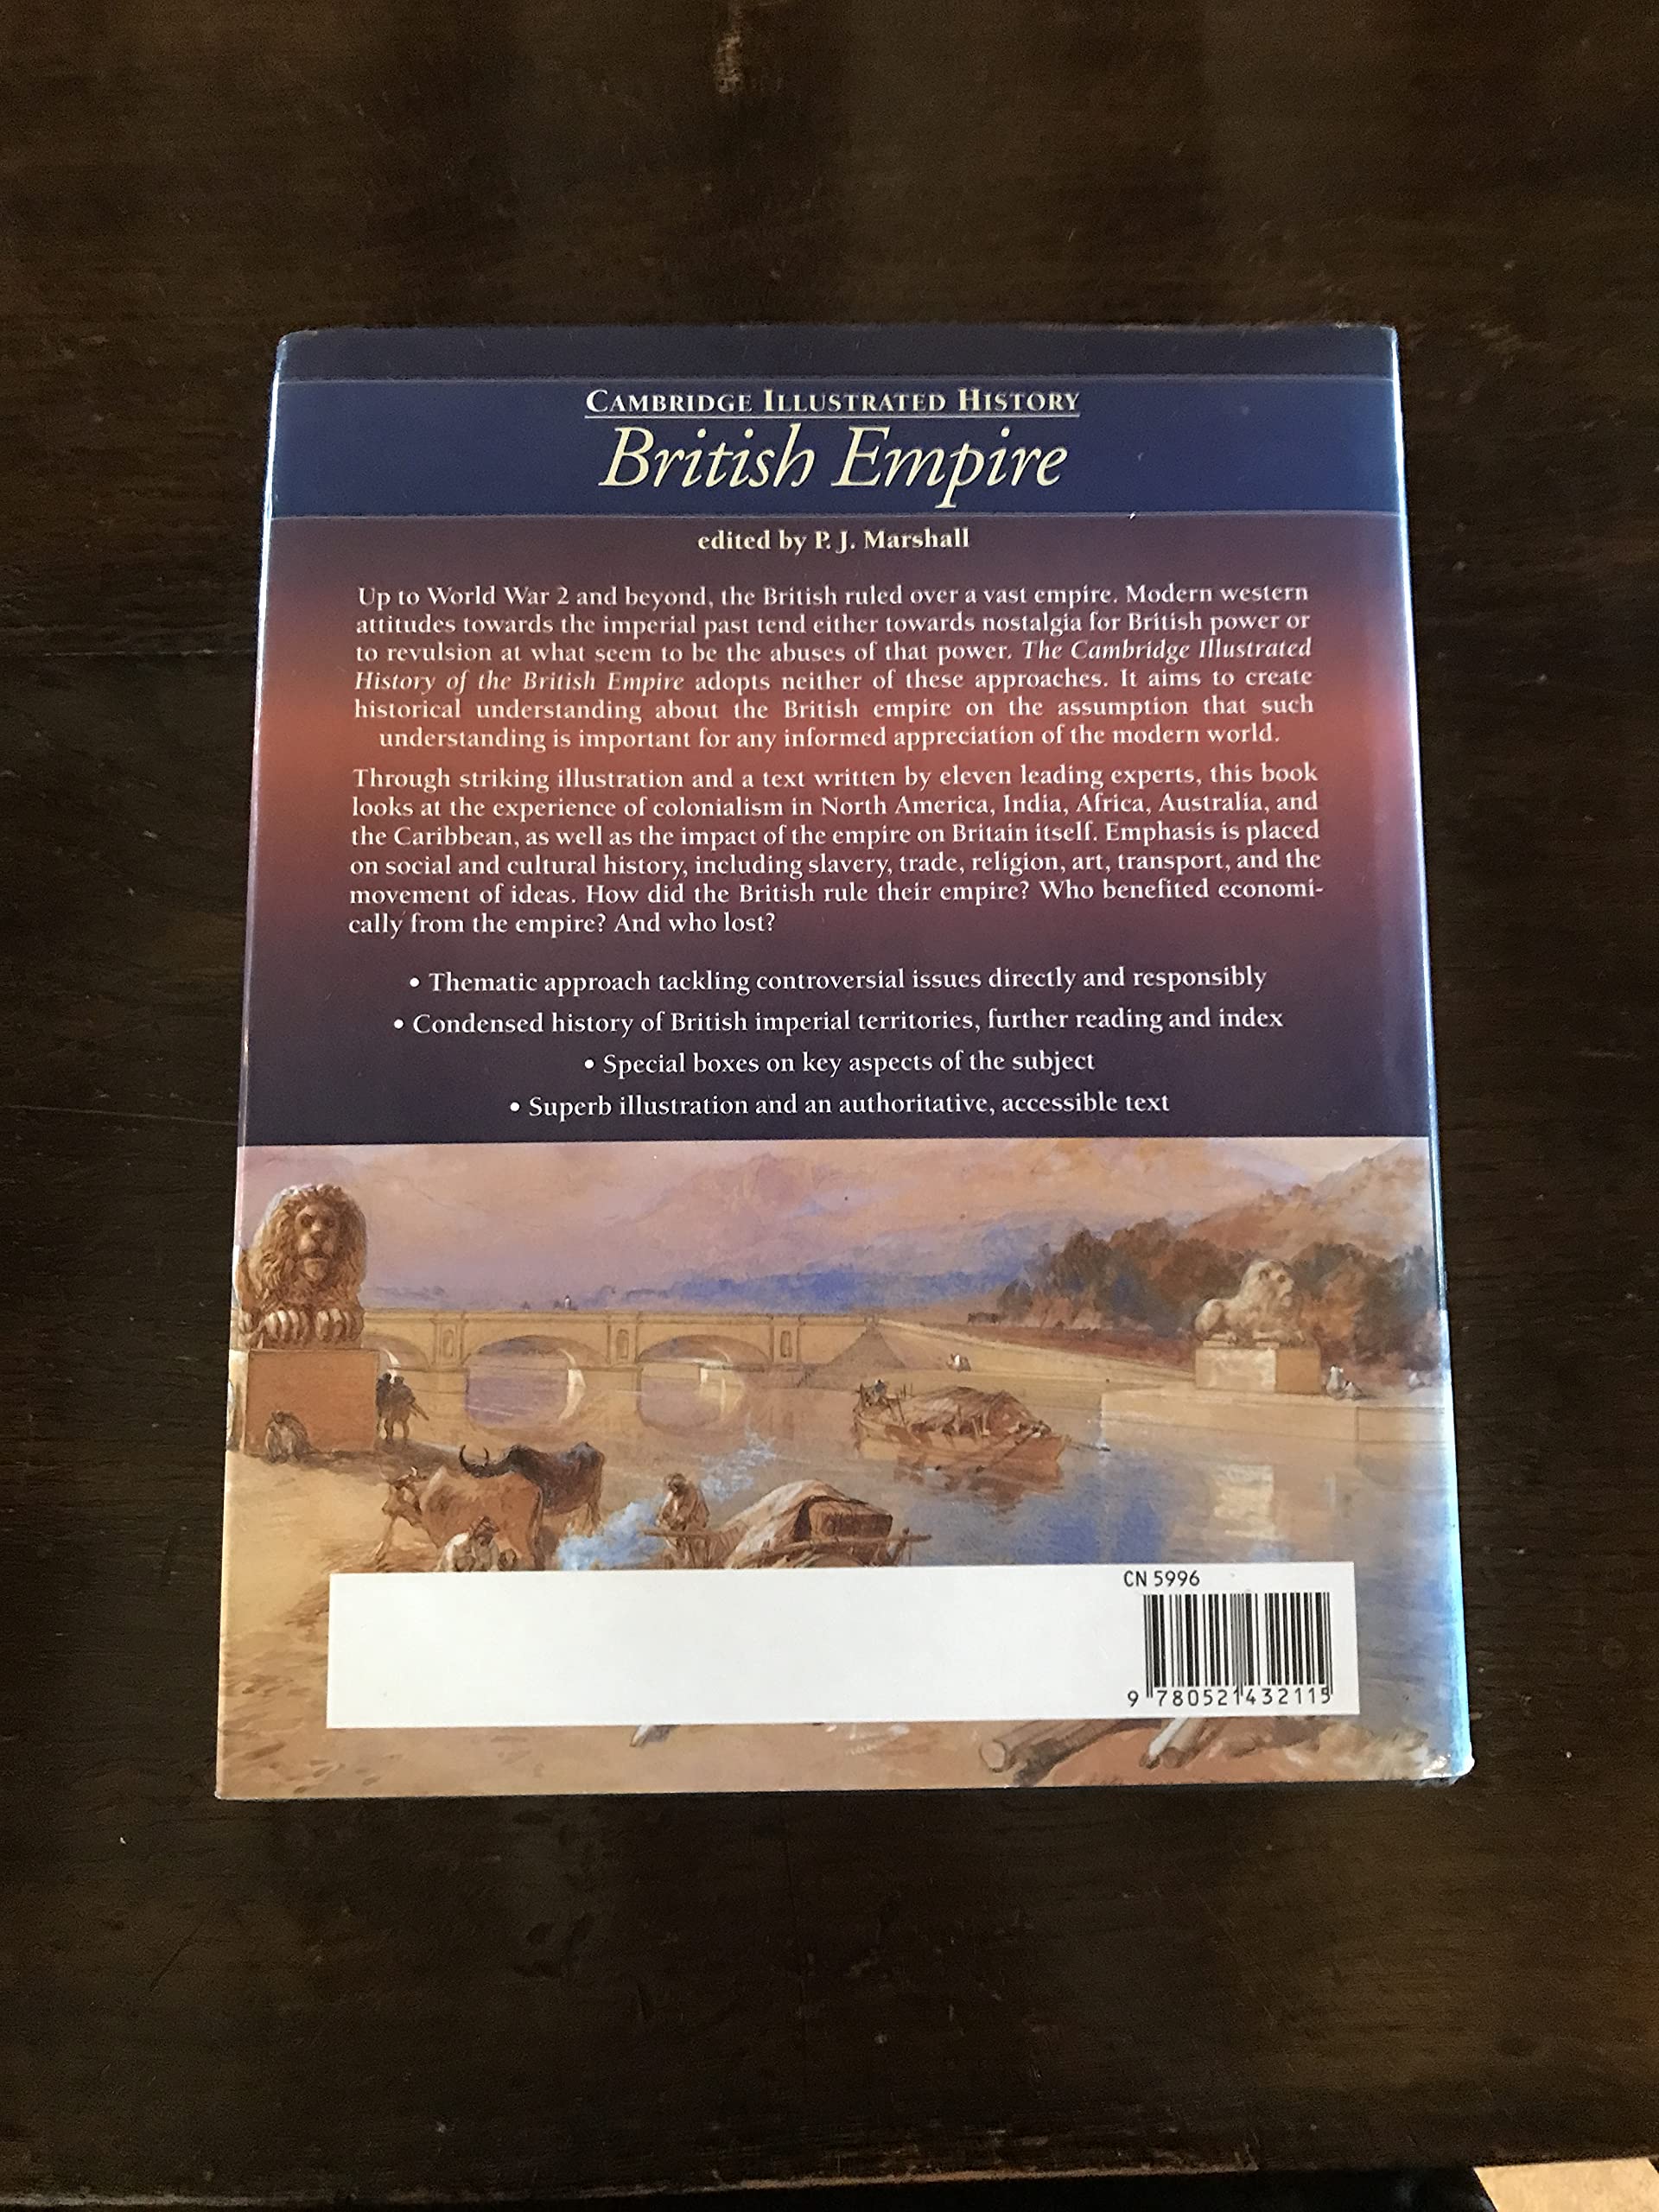 CAMBRIDGE ILLUSTRATED HISTORY
British Empire
edited by P. J. Marshall
Up to World War 2 and beyond, the British ruled over a vast empire. Modern western
attitudes towards the imperial past tend either towards nostalgia for British power or
to revulsion at what seem to be the abuses of that power. The Cambridge Illustrated
History of the British Empire adopts neither of these approaches. It aims to create
historical understanding about the British empire on the assumption that such
understanding is important for any informed appreciation of the modern world.
Through striking illustration and a text written by eleven leading experts, this book
looks at the experience of colonialism in North America, India, Africa, Australia, and
the Caribbean, as well as the impact of the empire on Britain itself. Emphasis is placed
on social and cultural history, including slavery, trade, religion, art, transport, and the
movement of ideas. How did the British rule their empire? Who benefited economi-
cally from the empire? And who lost?
• Thematic approach tackling controversial issues directly and responsibly
• Condensed history of British imperial territories, further reading and index
• Special boxes on key aspects of the subject
• Superb illustration and an authoritative, accessible text
CN 5996
9 780521 432115